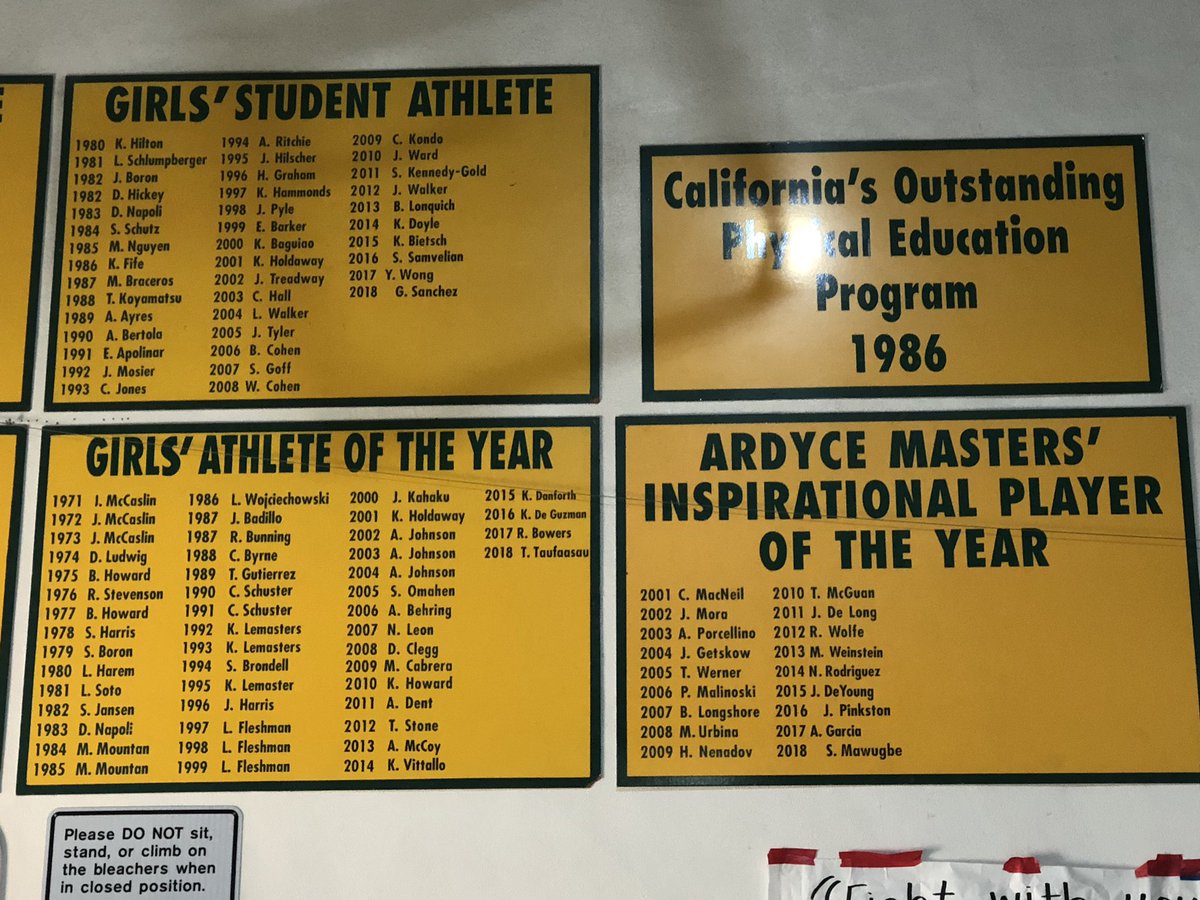 GIRLS' STUDENT ATHLETE
1980 K. Hilton
1981 L. Schlumpberger
1982 J. Boron
1982 D. Hickey
1983 D. Napoli
1984 S. Schutz
1985 M. Nguyen
1986 K. Fife
1987 M. Braceros
1988 T. Koyamatsu
1989 A. Ayres
1990 A. Bertola
1991 E. Apolinar
1992 J. Mosier
1993 C. Jones
1994 A. Ritchie
1995 J. Hilscher
1996 H. Graham
1997 K. Hammonds
1998 J. Pyle
1999 E. Barker
2000 K. Baguiao
2001 K. Holdaway
2002 J. Treadway
2003 C. Hall
2004 L. Walker
2005 J. Tyler
2006 B. Cohen
2007 S. Goff
2008 W. Cohen
2009 C. Kondo
2010 J. Ward
2011 S. Kennedy-Gold
2012 J. Walker
2013 B. Lonquich
2014 K. Doyle
2015 K. Bietsch
2016 S. Samvelian
2017 Y. Wong
2018 G. Sanchez
California's Outstanding
Physical Education
Program
1986
GIRLS' ATHLETE OF THE YEAR
1971 J. McCaslin
1972 J. McCaslin
1973 J. McCaslin
1974 D. Ludwig
1975 B. Howard
1976 R. Stevenson
1977 B. Howard
1978 S. Harris
1979 S. Boron
1980 L. Harem
1981 L. Soto
1982 S. Jansen
1983 D. Napoli
1984 M. Mountan
1985 M. Mountan
1986 L. Wojciechowski
1987 J. Badillo
1987 R. Bunning
1988 C. Byrne
1989 T. Gutierrez
1990 C. Schuster
1991 C. Schuster
1992 K. Lemasters
1993 K. Lemasters
1994 S. Brondell
1995 K. Lemaster
1996 J. Harris
1997 L. Fleshman
1998 L. Fleshman
1999 L. Fleshman
2000 J. Kahaku
2001 K. Holdaway
2002 A. Johnson
2003 A. Johnson
2004 A. Johnson
2005 S. Omahen
2006 A. Behring
2007 N. Leon
2008 D. Clegg
2009 M. Cabrera
2010 K. Howard
2011 A. Dent
2012 T. Stone
2013 A. McCoy
2014 K. Vittallo
2015 K. Danforth
2016 K. De Guzman
2017 R. Bowers
2018 T. Taufaasau
ARDYCE MASTERS'
INSPIRATIONAL PLAYER
OF THE YEAR
2001 C. MacNeil
2002 J. Mora
2003 A. Porcellino
2004 J. Getskow
2005 T. Werner
2006 P. Malinoski
2007 B. Longshore
2008 M. Urbina
2009 H. Nenadov
2010 T. McGuan
2011 J. De Long
2012 R. Wolfe
2013 M. Weinstein
2014 N. Rodriguez
2015 J. DeYoung
2016 J. Pinkston
2017 A. Garcia
2018 S. Mawugbe
Please DO NOT sit,
stand, or climb on
the bleachers when
in closed position.
"Fight with